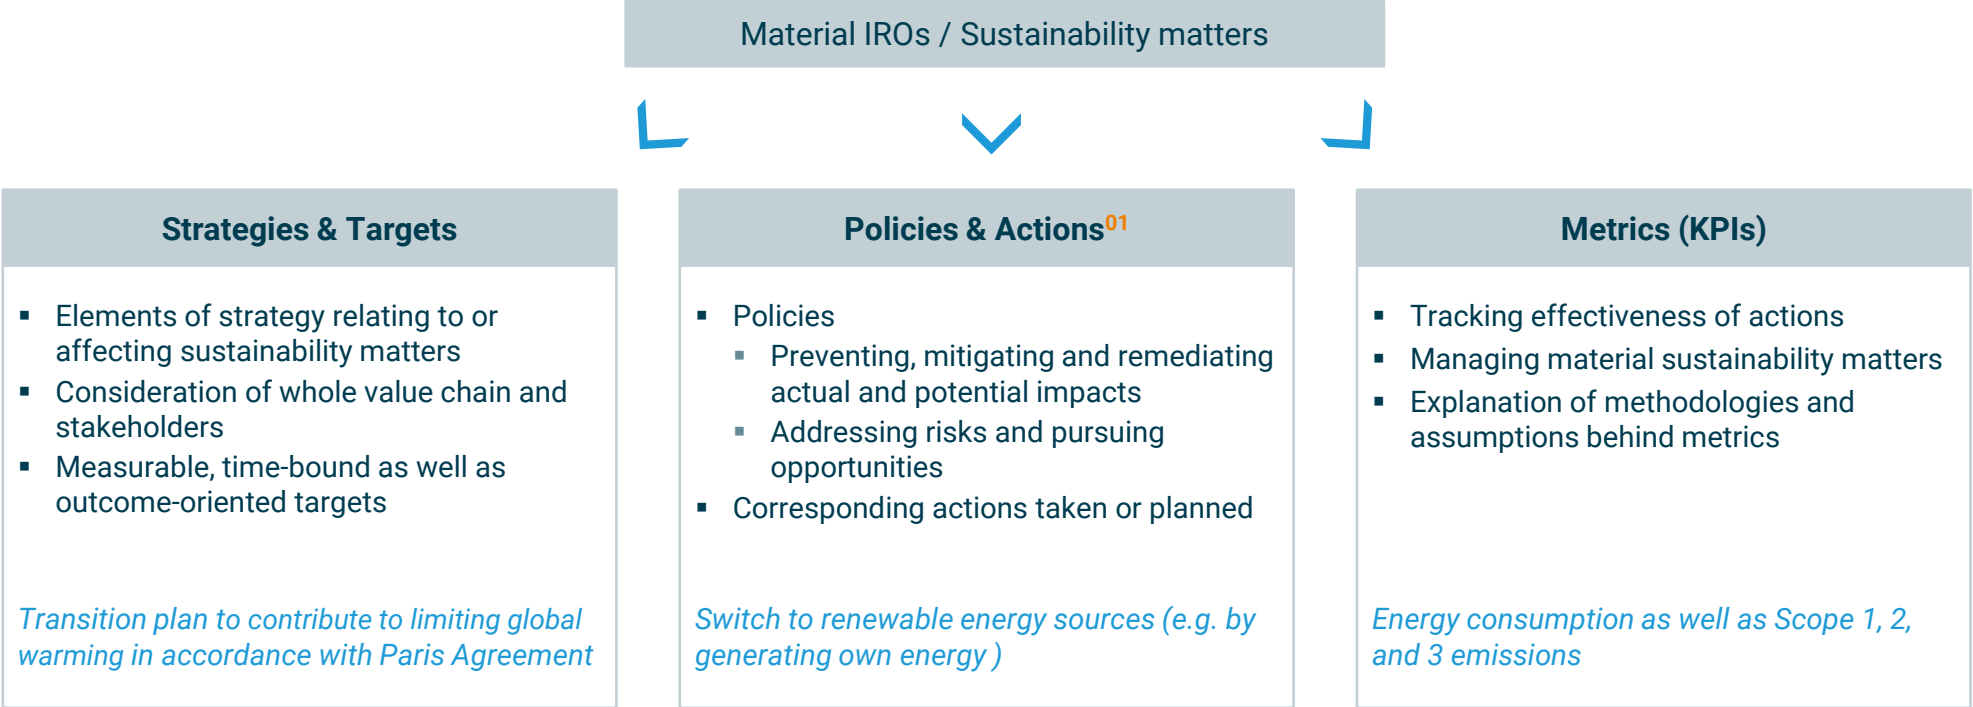 Material IROs / Sustainability matters
Strategies & Targets
▪ Elements of strategy relating to or
affecting sustainability matters
▪ Consideration of whole value chain and
stakeholders
▪ Measurable, time-bound as well as
outcome-oriented targets
Transition plan to contribute to limiting global
warming in accordance with Paris Agreement
Policies & Actions01
▪ Policies
▪ Preventing, mitigating and remediating
actual and potential impacts
▪ Addressing risks and pursuing
opportunities
▪ Corresponding actions taken or planned
Switch to renewable energy sources (e.g. by
generating own energy )
Metrics (KPIs)
▪ Tracking effectiveness of actions
▪ Managing material sustainability matters
▪ Explanation of methodologies and
assumptions behind metrics
Energy consumption as well as Scope 1, 2,
and 3 emissions